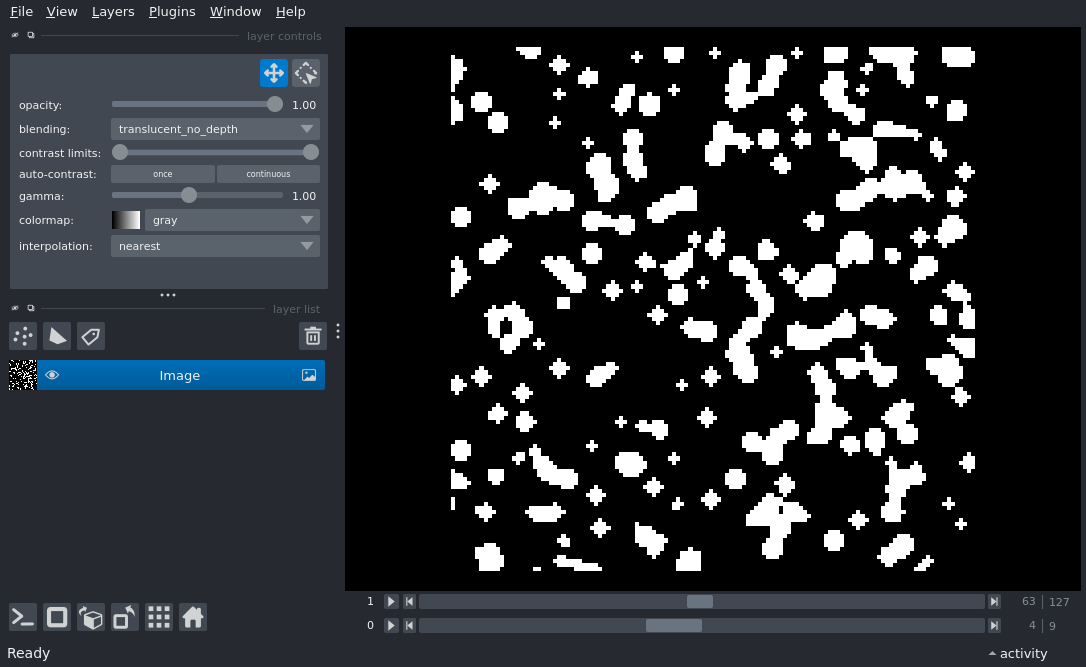 File View Layers Plugins Window Help
layer controls
opacity: 1.00
blending: translucent_no_depth
contrast limits:
auto-contrast: once continuous
gamma: 1.00
colormap: gray
interpolation: nearest
layer list
Image
1 63 127
0 4 9
Ready activity